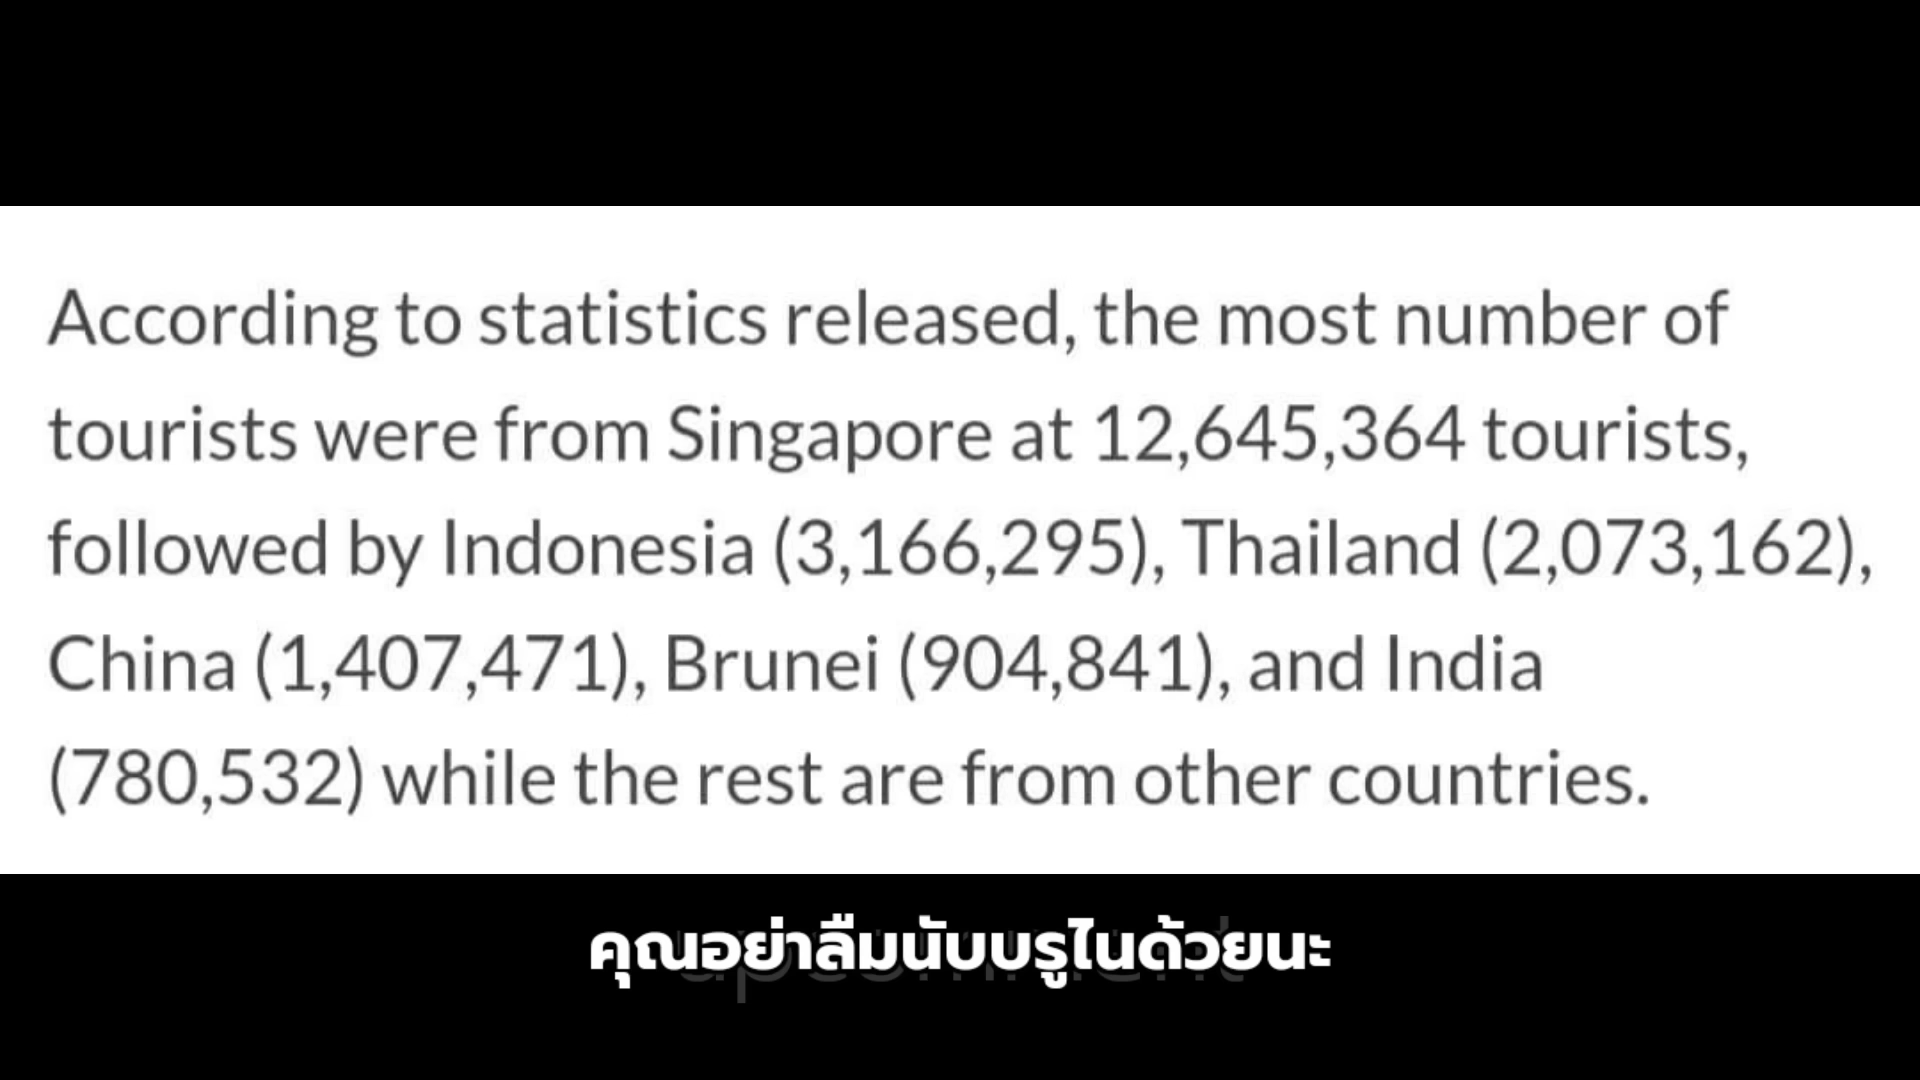 According to statistics released, the most number of
tourists were from Singapore at 12,645,364 tourists,
followed by Indonesia (3,166,295), Thailand (2,073,162),
China (1,407,471), Brunei (904,841), and India
(780,532) while the rest are from other countries.
คุณอย่าลืมนับบรูไนด้วยนะ